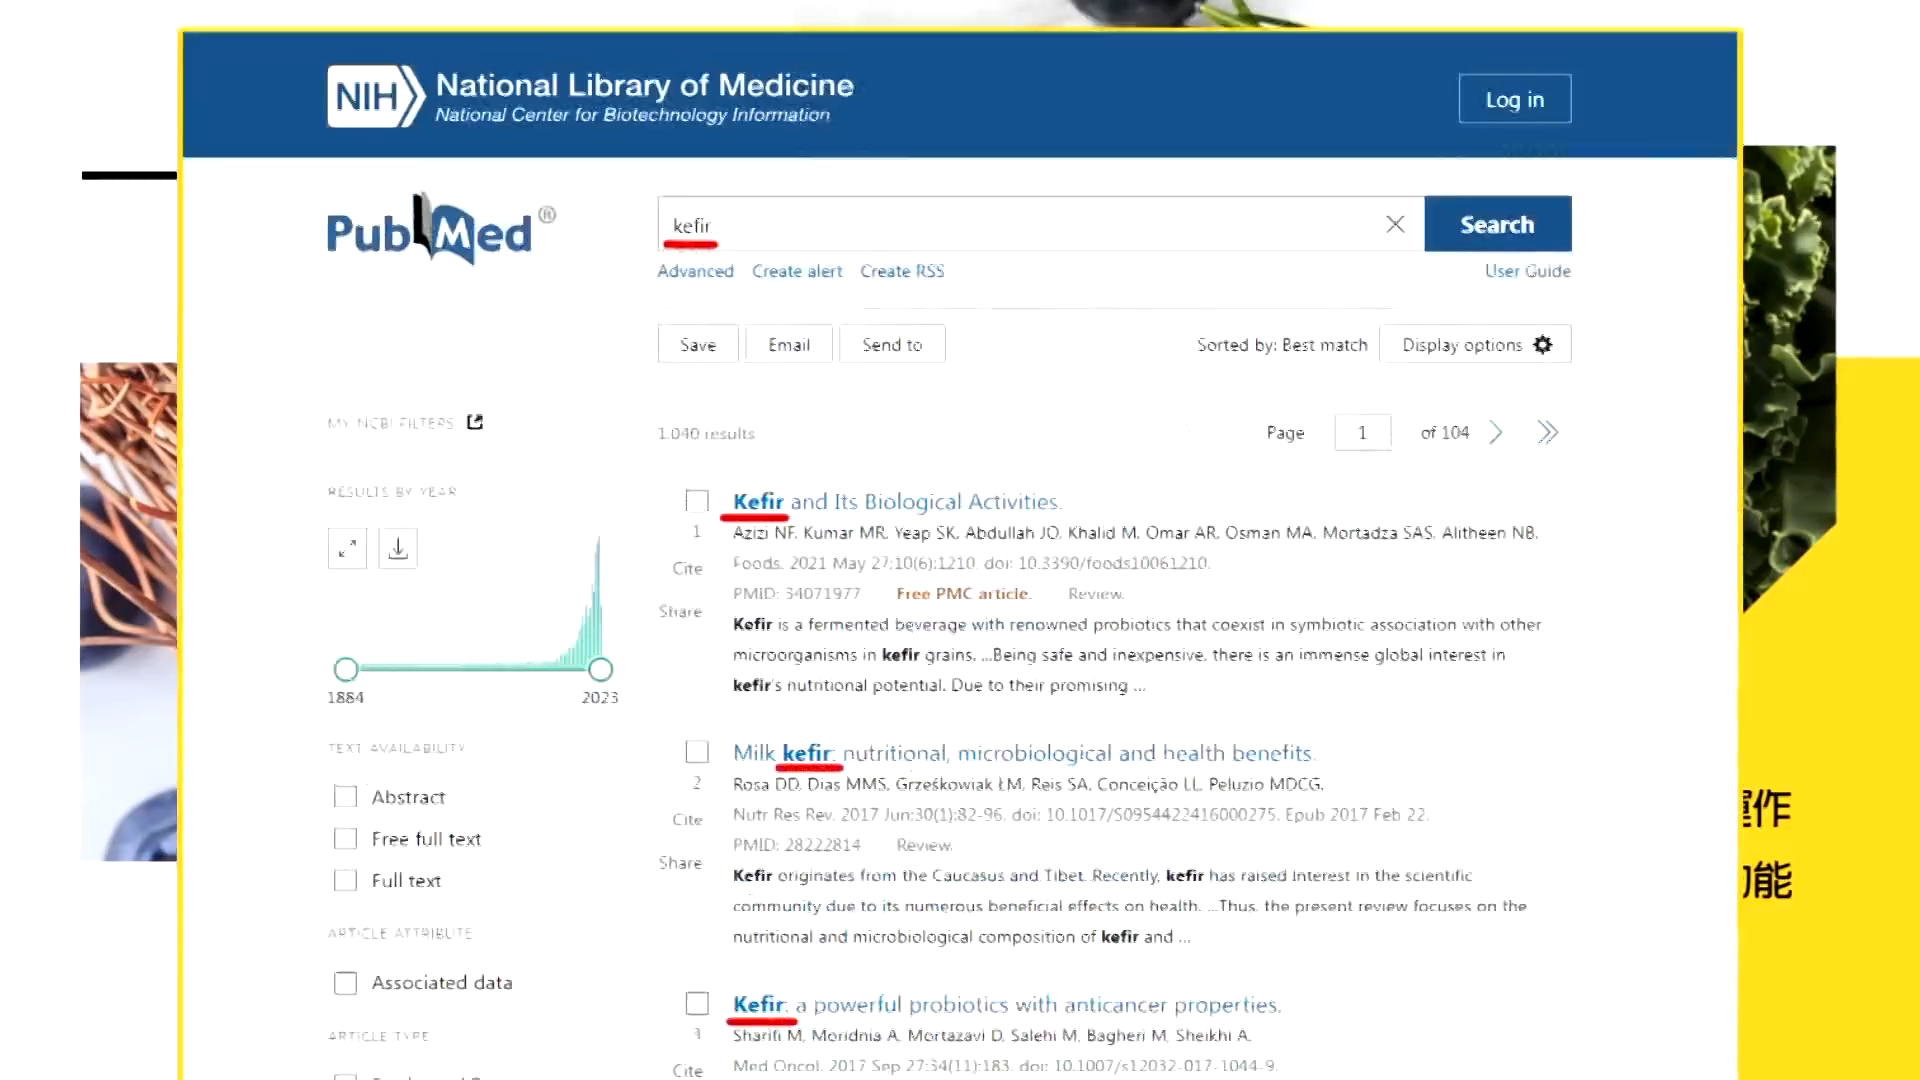 NIH National Library of Medicine
National Center for Biotechnology Information
Log in
PubMed®
kefir
Search
Advanced Create alert Create RSS
User Guide
Save Email Send to
Sorted by: Best match
Display options
MY NCBI FILTERS
1,040 results
Page 1 of 104
RESULTS BY YEAR
1884 2023
TEXT AVAILABILITY
Abstract
Free full text
Full text
ARTICLE ATTRIBUTE
Associated data
ARTICLE TYPE
Kefir and Its Biological Activities.
1
Azizi NF, Kumar MR, Yeap SK, Abdullah JO, Khalid M, Omar AR, Osman MA, Mortadza SAS, Alitheen NB.
Cite
Foods. 2021 May 27;10(6):1210. doi: 10.3390/foods10061210.
PMID: 34071977 Free PMC article. Review.
Share
Kefir is a fermented beverage with renowned probiotics that coexist in symbiotic association with other
microorganisms in kefir grains. ...Being safe and inexpensive, there is an immense global interest in
kefir's nutritional potential. Due to their promising ...
Milk kefir: nutritional, microbiological and health benefits.
2
Rosa DD, Dias MMS, Grześkowiak ŁM, Reis SA, Conceição LL, Peluzio MDCG.
Cite
Nutr Res Rev. 2017 Jun;30(1):82-96. doi: 10.1017/S0954422416000275. Epub 2017 Feb 22.
PMID: 28222814 Review.
Share
Kefir originates from the Caucasus and Tibet. Recently, kefir has raised interest in the scientific
community due to its numerous beneficial effects on health. ...Thus, the present review focuses on the
nutritional and microbiological composition of kefir and ...
Kefir: a powerful probiotics with anticancer properties.
3
Sharifi M, Moridnia A, Mortazavi D, Salehi M, Bagheri M, Sheikhi A.
Cite
Med Oncol. 2017 Sep 27;34(11):183. doi: 10.1007/s12032-017-1044-9.
作
能